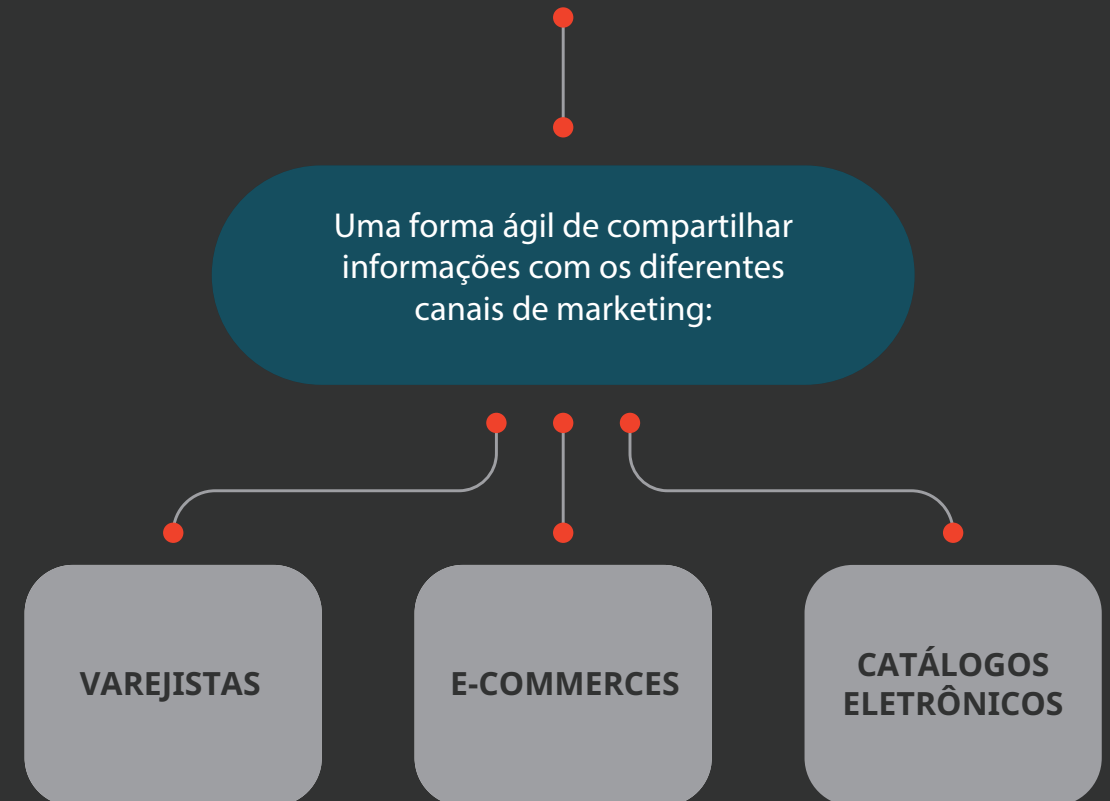 Uma forma ágil de compartilhar
informações com os diferentes
canais de marketing:
VAREJISTAS
E-COMMERCES
CATÁLOGOS
ELETRÔNICOS